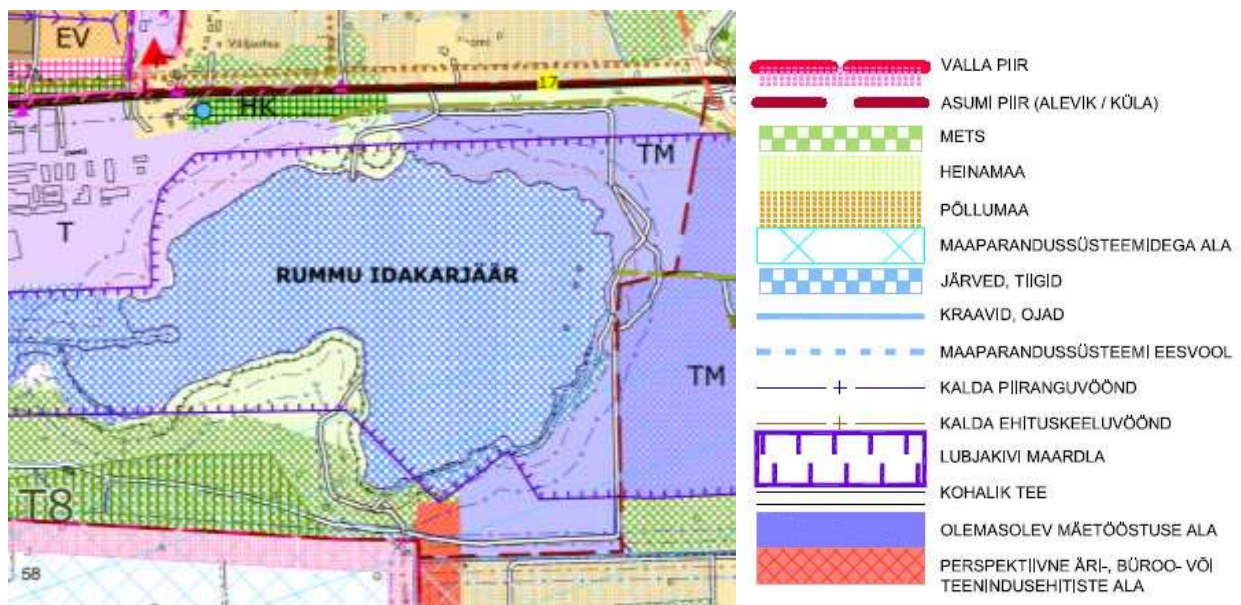 EV
Väljaotsa
17
HK
TM
T
RUMMU IDAKARJÄÄR
TM
T8
58
VALLA PIIR
ASUMI PIIR (ALEVIK / KÜLA)
METS
HEINAMAA
PÕLLUMAA
MAAPARANDUSSÜSTEEMIDEGA ALA
JÄRVED, TIIGID
KRAAVID, OJAD
MAAPARANDUSSÜSTEEMI EESVOOL
KALDA PIIRANGUVÖÖND
KALDA EHITUSKEELUVÖÖND
LUBJAKIVI MAARDLA
KOHALIK TEE
OLEMASOLEV MÄETÖÖSTUSE ALA
PERSPEKTIIVNE ÄRI-, BÜROO- VÕI
TEENINDUSEHITISTE ALA